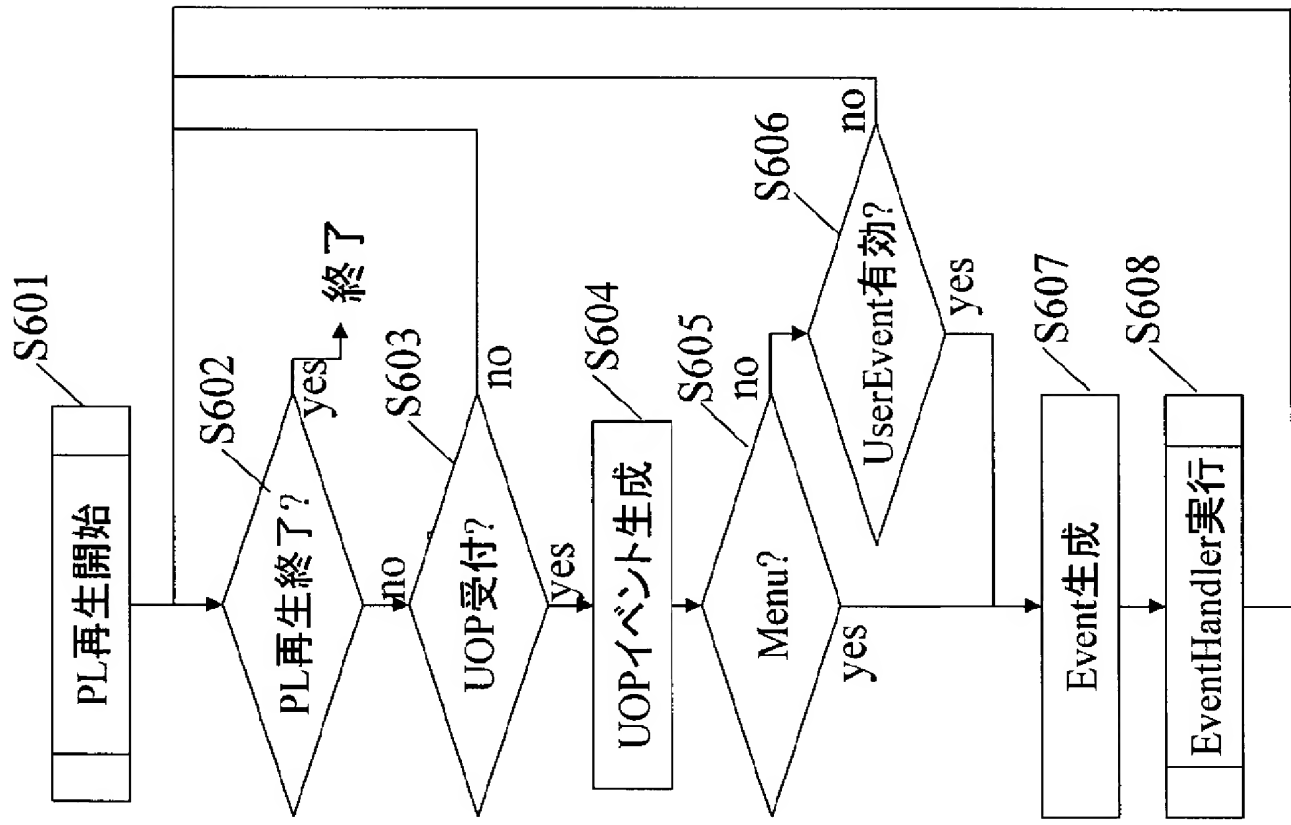 S601
PL再生開始
S602
PL再生終了?
yes
終了
no
S603
UOP受付?
no
yes
S604
UOPイベント生成
S605
Menu?
no
yes
S606
UserEvent有効?
no
yes
S607
Event生成
S608
EventHandler実行